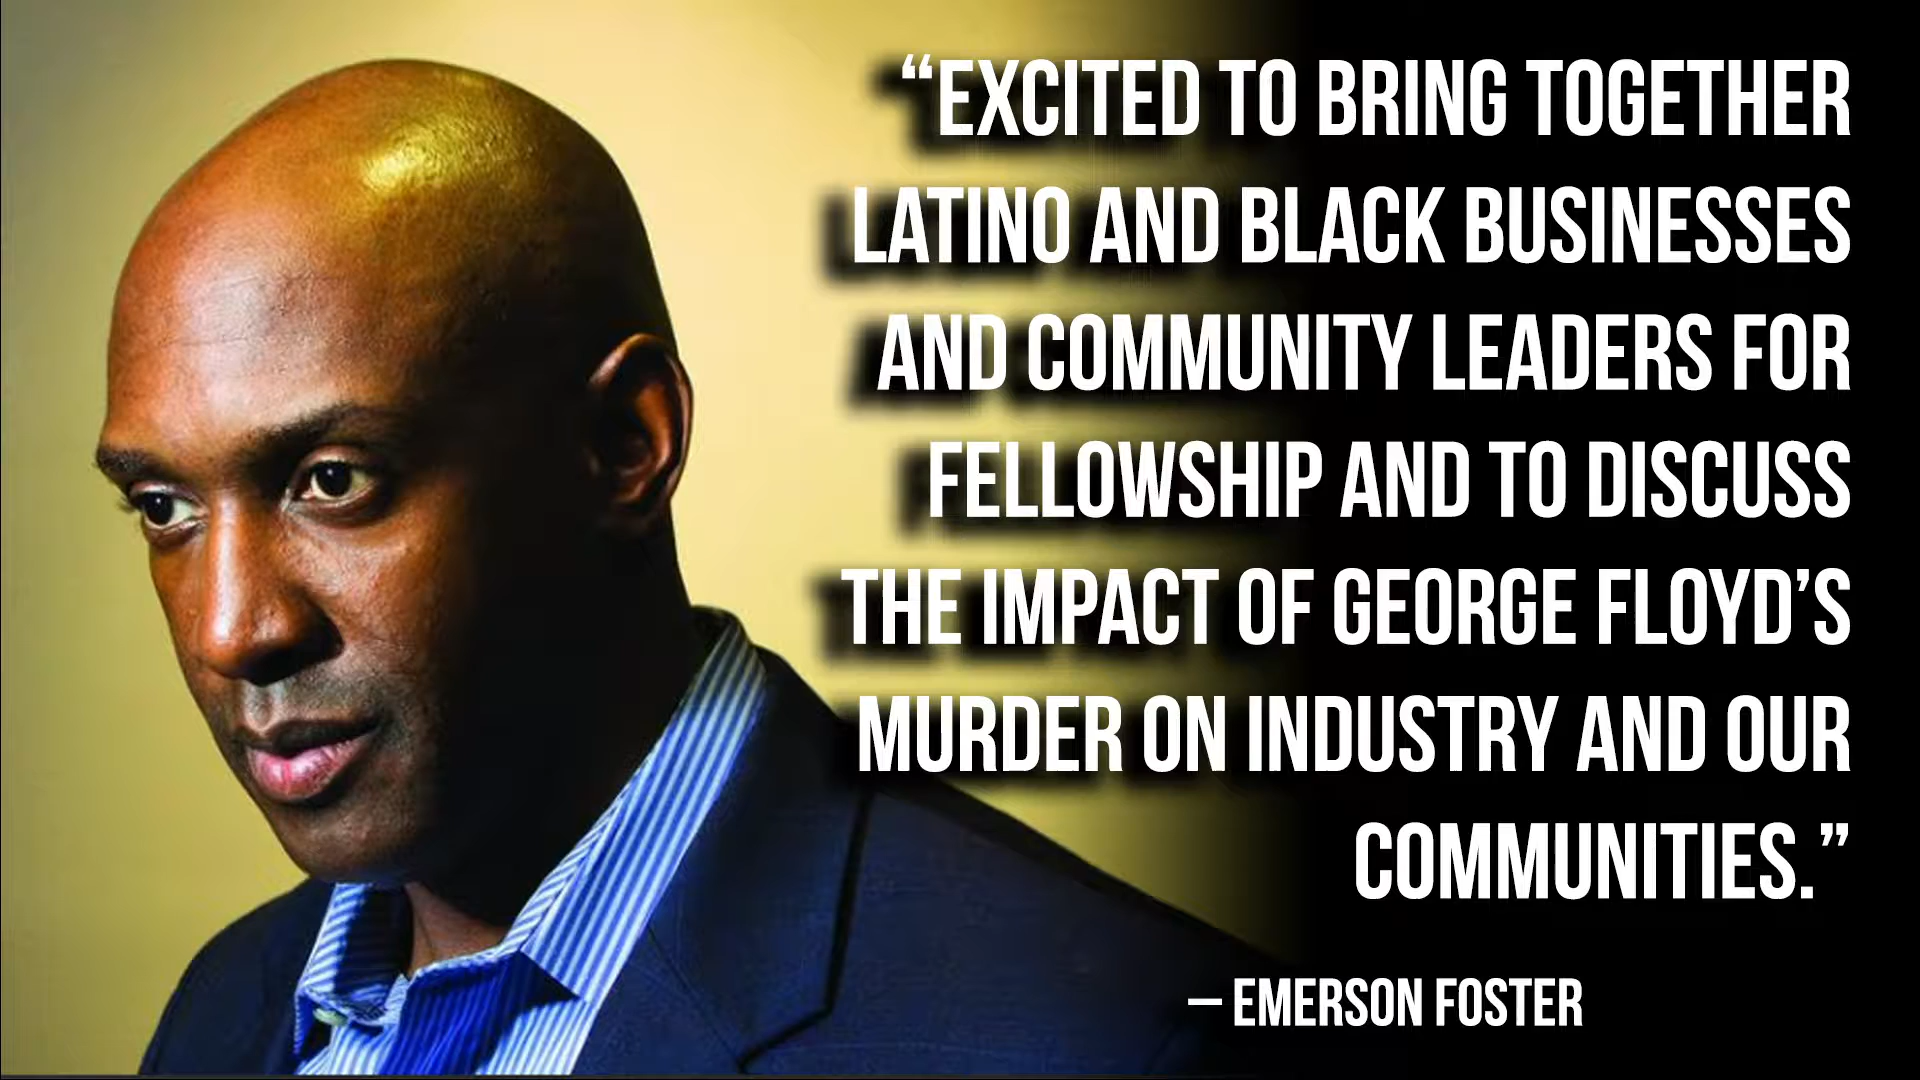 “EXCITED TO BRING TOGETHER
LATINO AND BLACK BUSINESSES
AND COMMUNITY LEADERS FOR
FELLOWSHIP AND TO DISCUSS
THE IMPACT OF GEORGE FLOYD’S
MURDER ON INDUSTRY AND OUR
COMMUNITIES.”
– EMERSON FOSTER